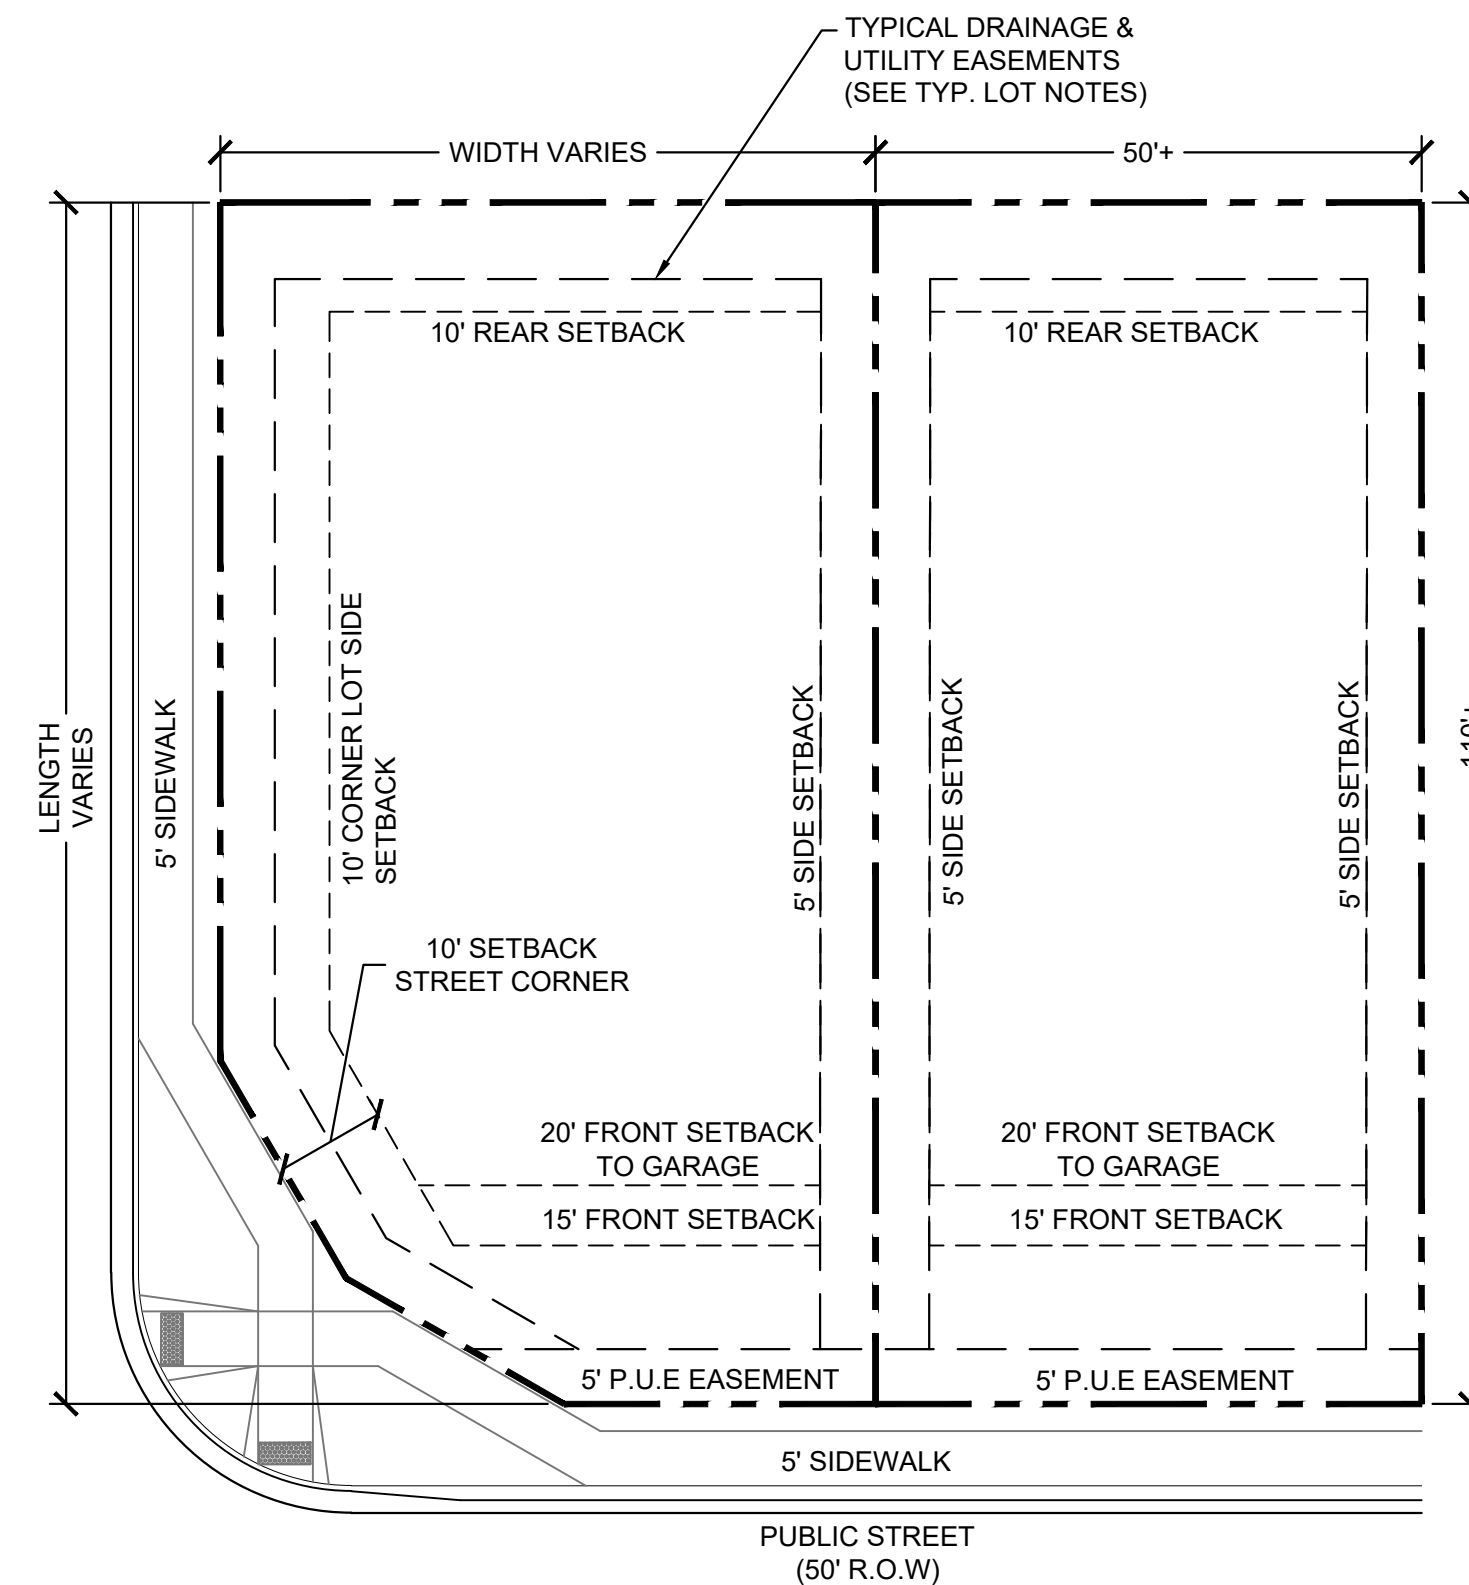 TYPICAL DRAINAGE &
UTILITY EASEMENTS
(SEE TYP. LOT NOTES)
WIDTH VARIES
50'+
10' REAR SETBACK
10' REAR SETBACK
LENGTH
VARIES
5' SIDEWALK
10' CORNER LOT SIDE
SETBACK
5' SIDE SETBACK
5' SIDE SETBACK
5' SIDE SETBACK
10' SETBACK
STREET CORNER
20' FRONT SETBACK
TO GARAGE
20' FRONT SETBACK
TO GARAGE
15' FRONT SETBACK
15' FRONT SETBACK
5' P.U.E EASEMENT
5' P.U.E EASEMENT
5' SIDEWALK
PUBLIC STREET
(50' R.O.W)